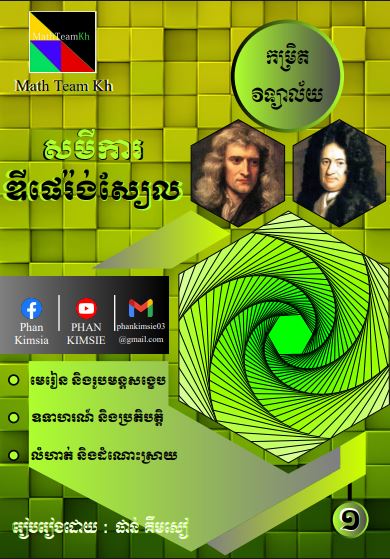 MathTeamKh
Math Team Kh
កម្រិត
វិទ្យាល័យ
សមីការ
ឌីផេរ៉ង់ស្យែល
Phan
Kimsia
PHAN
KIMSIE
phankimsie03
@gmail.com
មេរៀន និងរូបមន្តសង្ខេប
ឧទាហរណ៍ និងប្រតិបត្តិ
លំហាត់ និងដំណោះស្រាយ
១
រៀបរៀងដោយ : ផាន់ គឹមស្យៀ